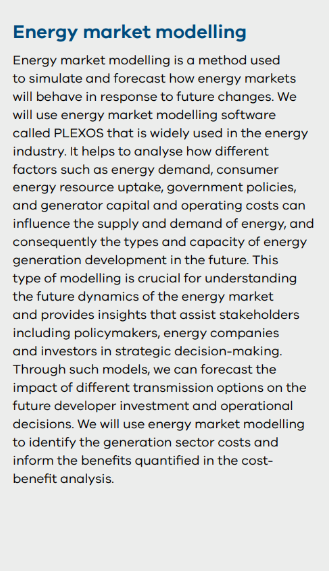 Energy market modelling
Energy market modelling is a method used
to simulate and forecast how energy markets
will behave in response to future changes. We
will use energy market modelling software
called PLEXOS that is widely used in the energy
industry. It helps to analyse how different
factors such as energy demand, consumer
energy resource uptake, government policies,
and generator capital and operating costs can
influence the supply and demand of energy, and
consequently the types and capacity of energy
generation development in the future. This
type of modelling is crucial for understanding
the future dynamics of the energy market
and provides insights that assist stakeholders
including policymakers, energy companies
and investors in strategic decision-making.
Through such models, we can forecast the
impact of different transmission options on the
future developer investment and operational
decisions. We will use energy market modelling
to identify the generation sector costs and
inform the benefits quantified in the cost-
benefit analysis.